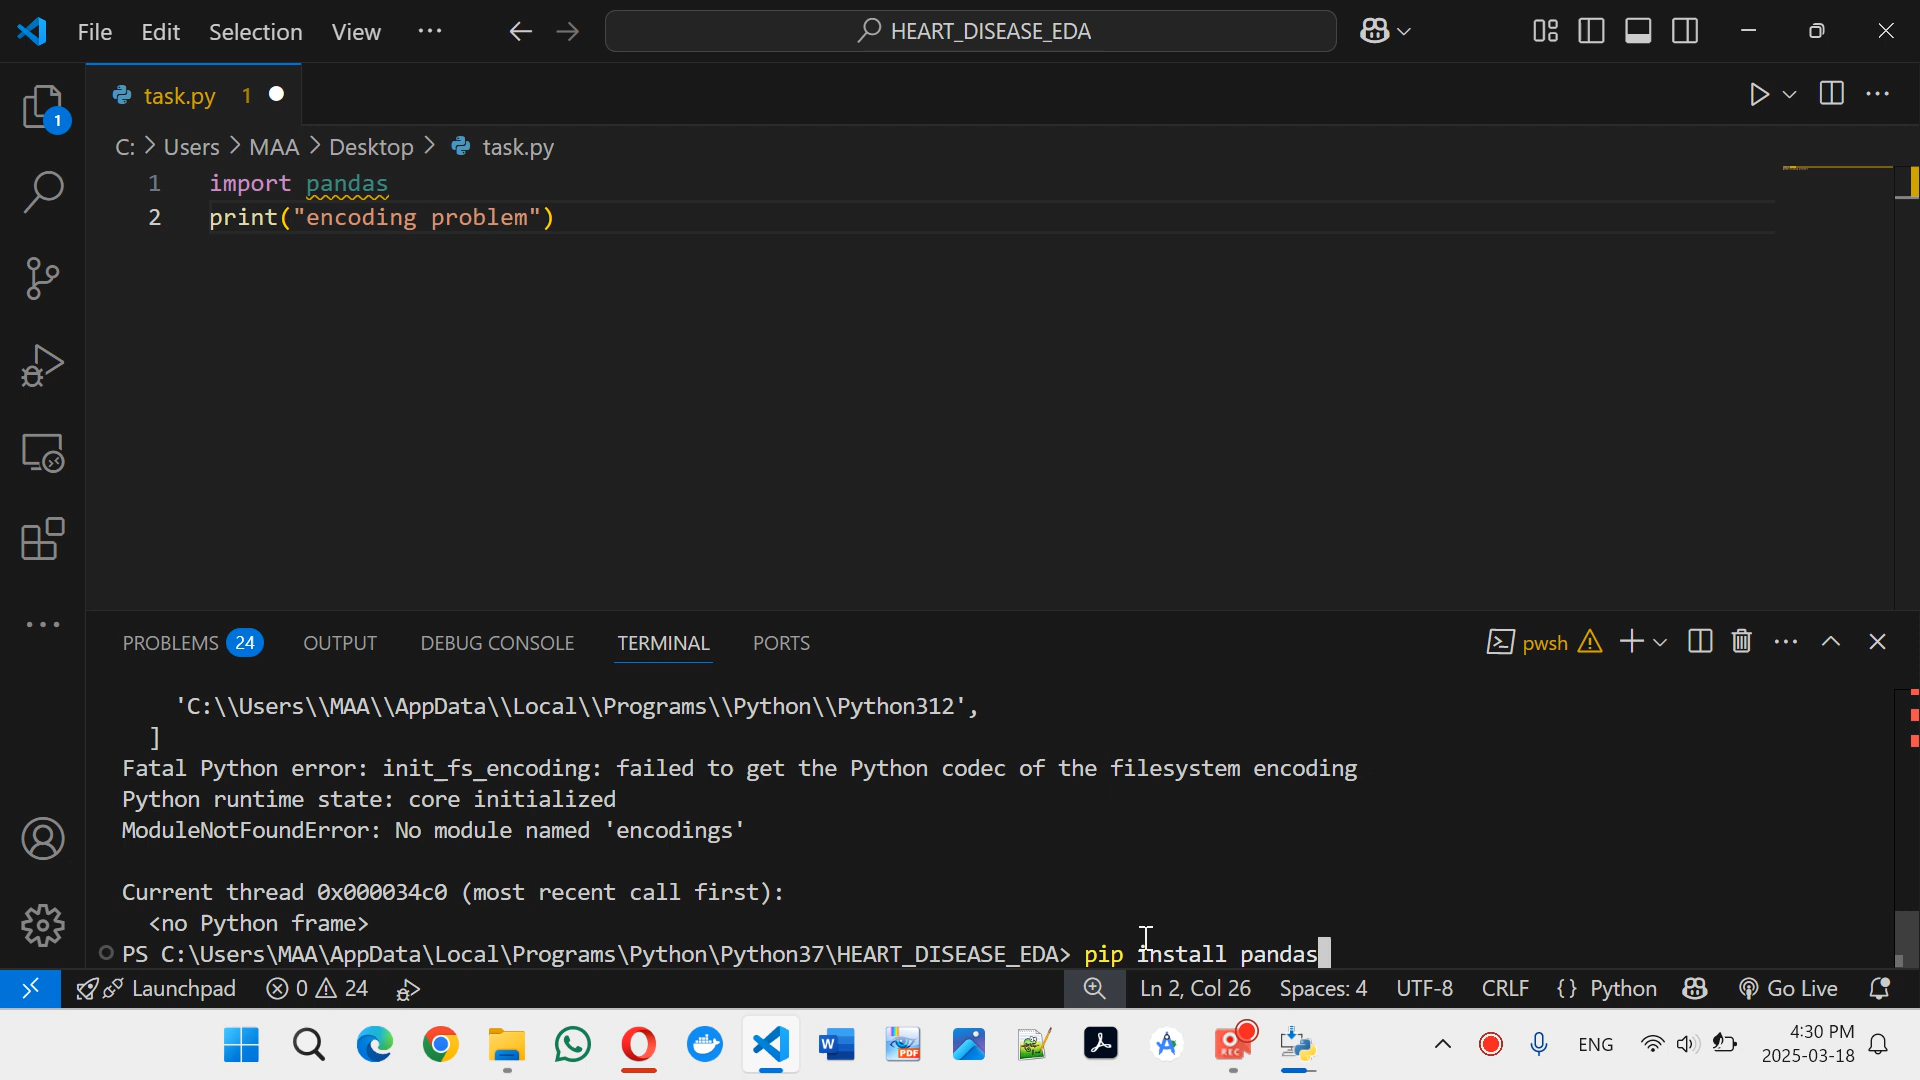 File Edit Selection View ··· HEART_DISEASE_EDA
task.py 1
C: > Users > MAA > Desktop > task.py
1 import pandas
2 print("encoding problem")
PROBLEMS 24 OUTPUT DEBUG CONSOLE TERMINAL PORTS pwsh
'C:\\Users\\MAA\\AppData\\Local\\Programs\\Python\\Python312',
]
Fatal Python error: init_fs_encoding: failed to get the Python codec of the filesystem encoding
Python runtime state: core initialized
ModuleNotFoundError: No module named 'encodings'
Current thread 0x000034c0 (most recent call first):
<no Python frame>
PS C:\Users\MAA\AppData\Local\Programs\Python\Python37\HEART_DISEASE_EDA> pip install pandas
Launchpad 0 24 Ln 2, Col 26 Spaces: 4 UTF-8 CRLF {} Python Go Live
1
W PDF REC ENG 4:30 PM
2025-03-18